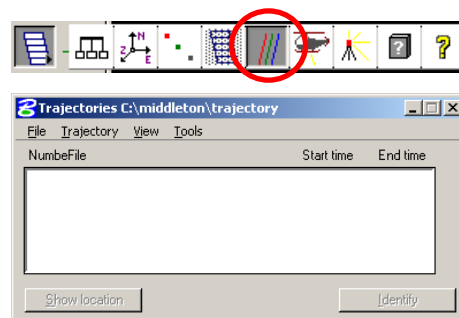 N
z
E
?
?
Trajectories C:\middleton\trajectory
File Trajectory View Tools
NumbeFile Start time End time
Show location Identify